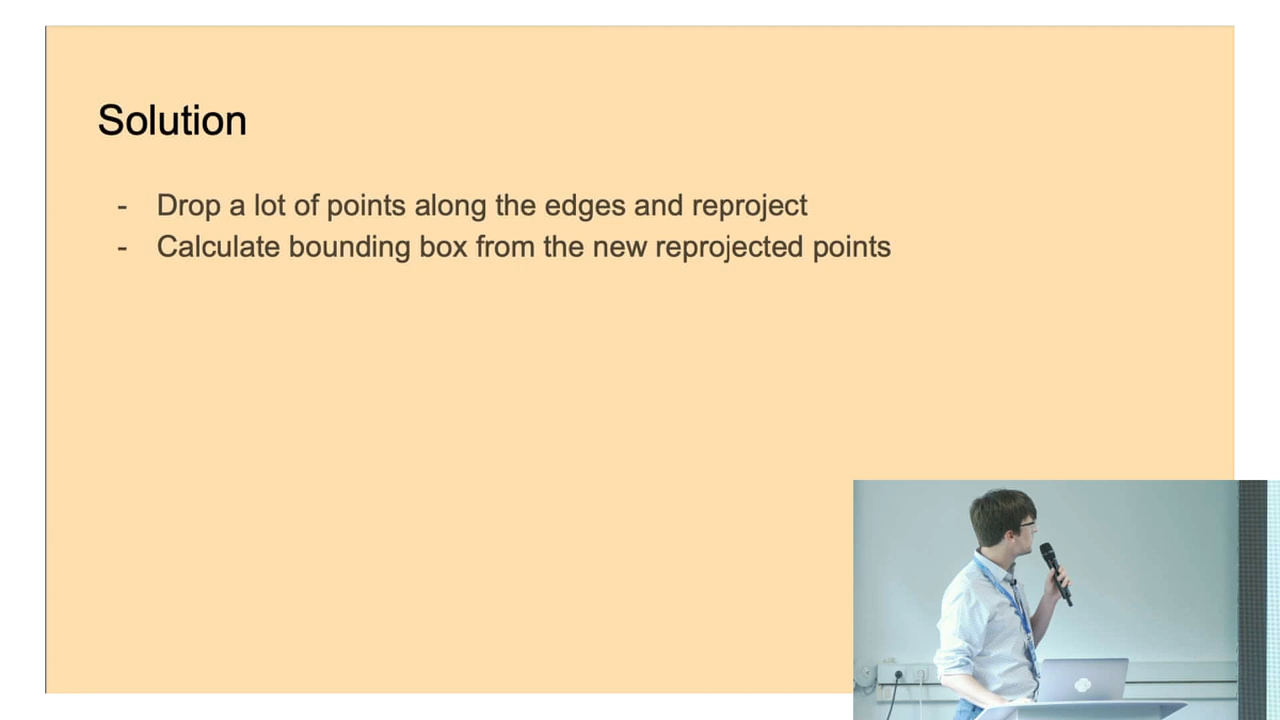 Solution
- Drop a lot of points along the edges and reproject
- Calculate bounding box from the new reprojected points